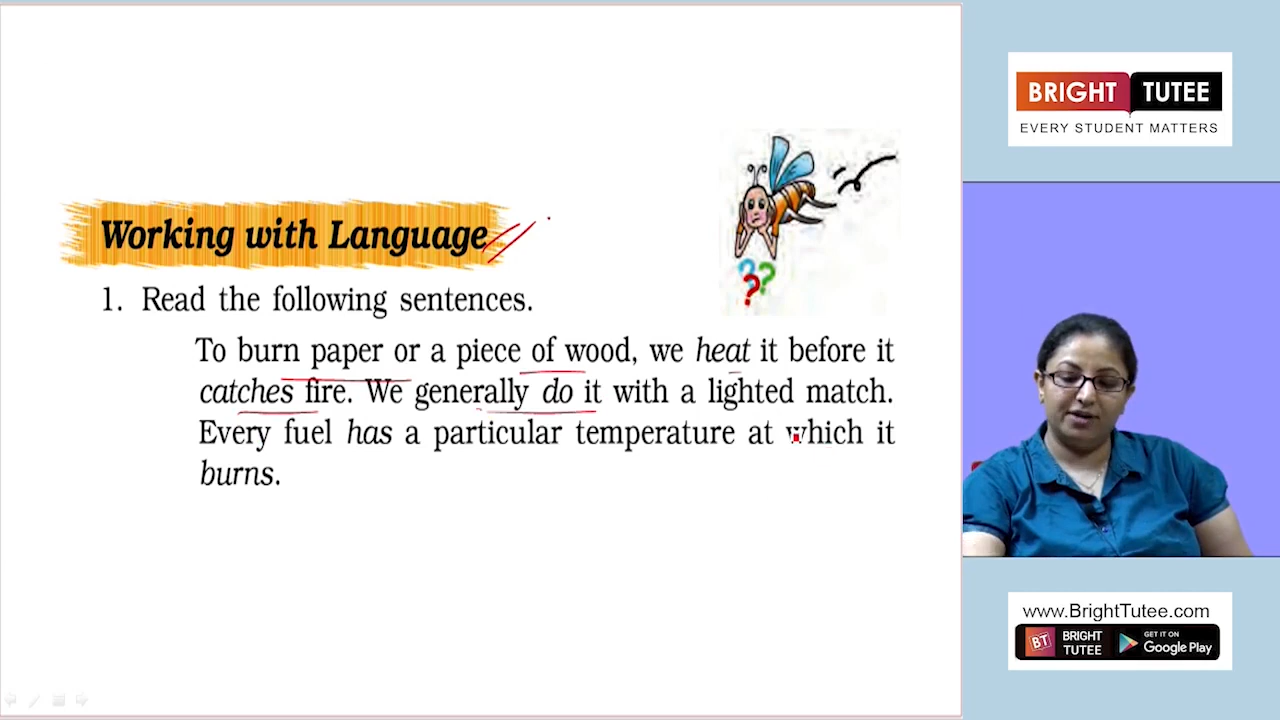 Working with Language
1. Read the following sentences.
To burn paper or a piece of wood, we heat it before it
catches fire. We generally do it with a lighted match.
Every fuel has a particular temperature at which it
burns.
???
BRIGHT TUTEE
EVERY STUDENT MATTERS
www.BrightTutee.com
BT BRIGHT TUTEE
GET IT ON Google Play